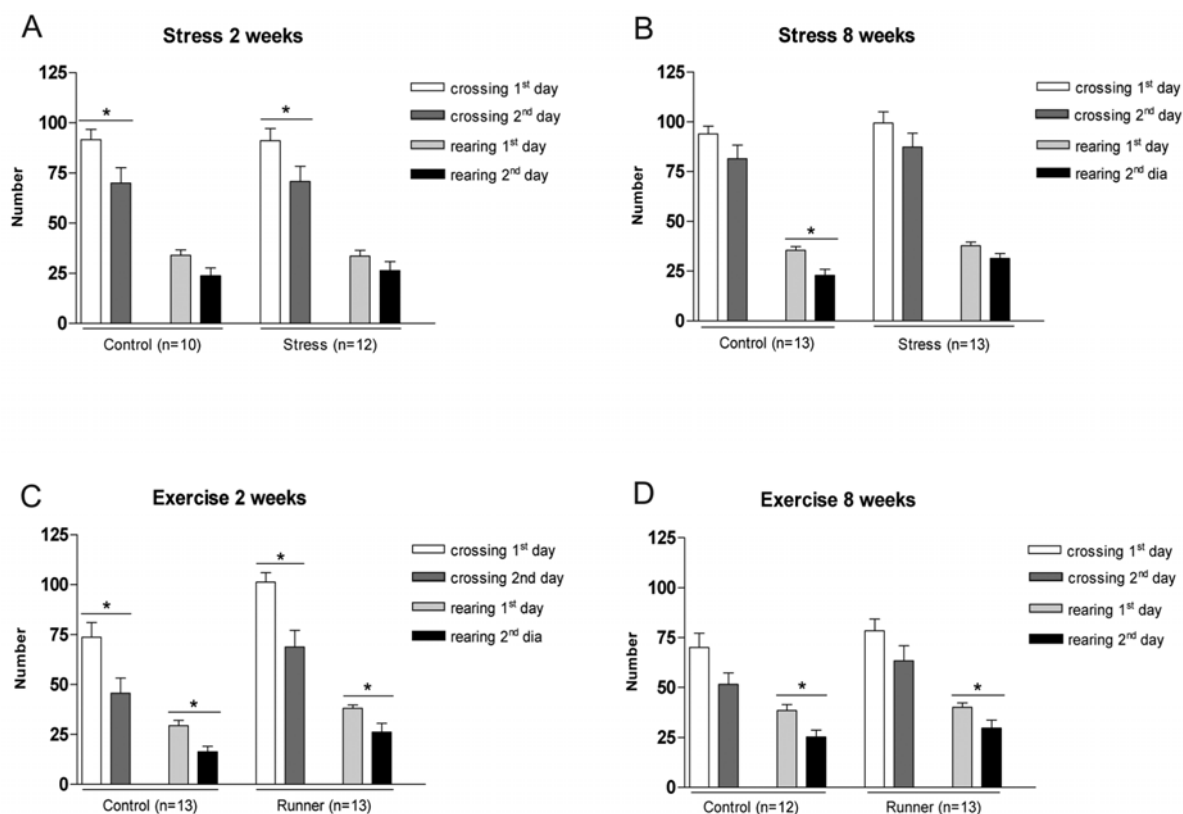 A
Stress 2 weeks
125
100
75
50
25
0
Number
*
*
crossing 1st day
crossing 2nd day
rearing 1st day
rearing 2nd day
Control (n=10)
Stress (n=12)
B
Stress 8 weeks
125
100
75
50
25
0
Number
*
crossing 1st day
crossing 2nd day
rearing 1st day
rearing 2nd dia
Control (n=13)
Stress (n=13)
C
Exercise 2 weeks
125
100
75
50
25
0
Number
*
*
*
*
crossing 1st day
crossing 2nd day
rearing 1st day
rearing 2nd dia
Control (n=13)
Runner (n=13)
D
Exercise 8 weeks
125
100
75
50
25
0
Number
*
*
crossing 1st day
crossing 2nd day
rearing 1st day
rearing 2nd day
Control (n=12)
Runner (n=13)